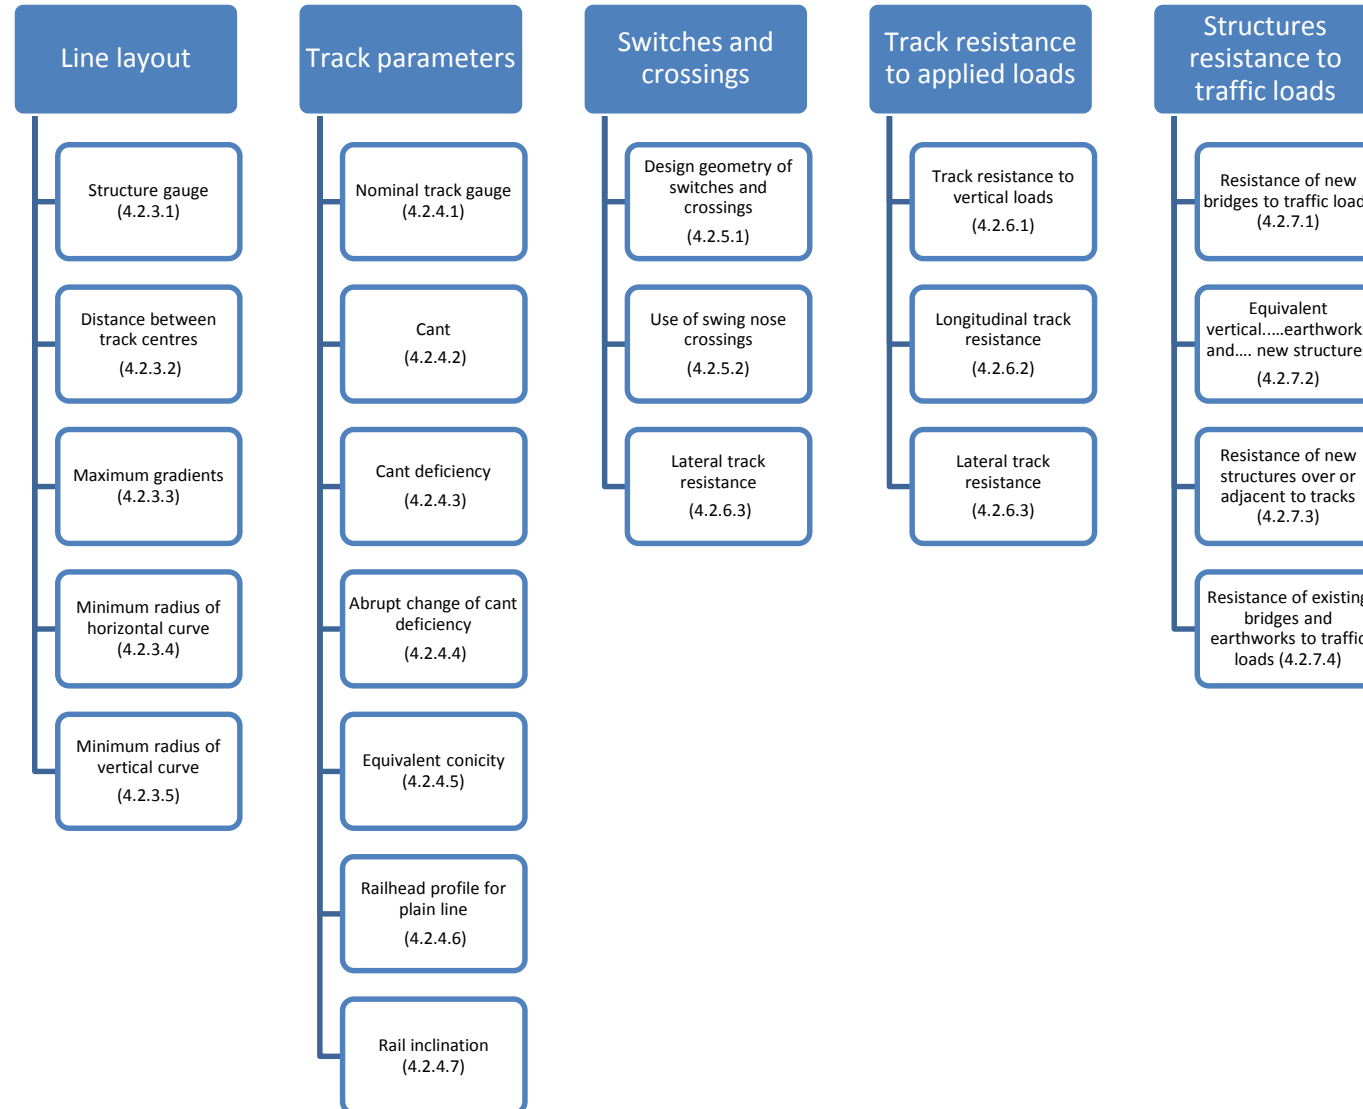 Line layout
Structure gauge
(4.2.3.1)
Distance between
track centres
(4.2.3.2)
Maximum gradients
(4.2.3.3)
Minimum radius of
horizontal curve
(4.2.3.4)
Minimum radius of
vertical curve
(4.2.3.5)
Track parameters
Nominal track gauge
(4.2.4.1)
Cant
(4.2.4.2)
Cant deficiency
(4.2.4.3)
Abrupt change of cant
deficiency
(4.2.4.4)
Equivalent conicity
(4.2.4.5)
Railhead profile for
plain line
(4.2.4.6)
Rail inclination
(4.2.4.7)
Switches and
crossings
Design geometry of
switches and
crossings
(4.2.5.1)
Use of swing nose
crossings
(4.2.5.2)
Lateral track
resistance
(4.2.6.3)
Track resistance
to applied loads
Track resistance to
vertical loads
(4.2.6.1)
Longitudinal track
resistance
(4.2.6.2)
Lateral track
resistance
(4.2.6.3)
Structures
resistance to
traffic loads
Resistance of new
bridges to traffic load
(4.2.7.1)
Equivalent
vertical.....earthworks
and.... new structures
(4.2.7.2)
Resistance of new
structures over or
adjacent to tracks
(4.2.7.3)
Resistance of existing
bridges and
earthworks to traffic
loads (4.2.7.4)